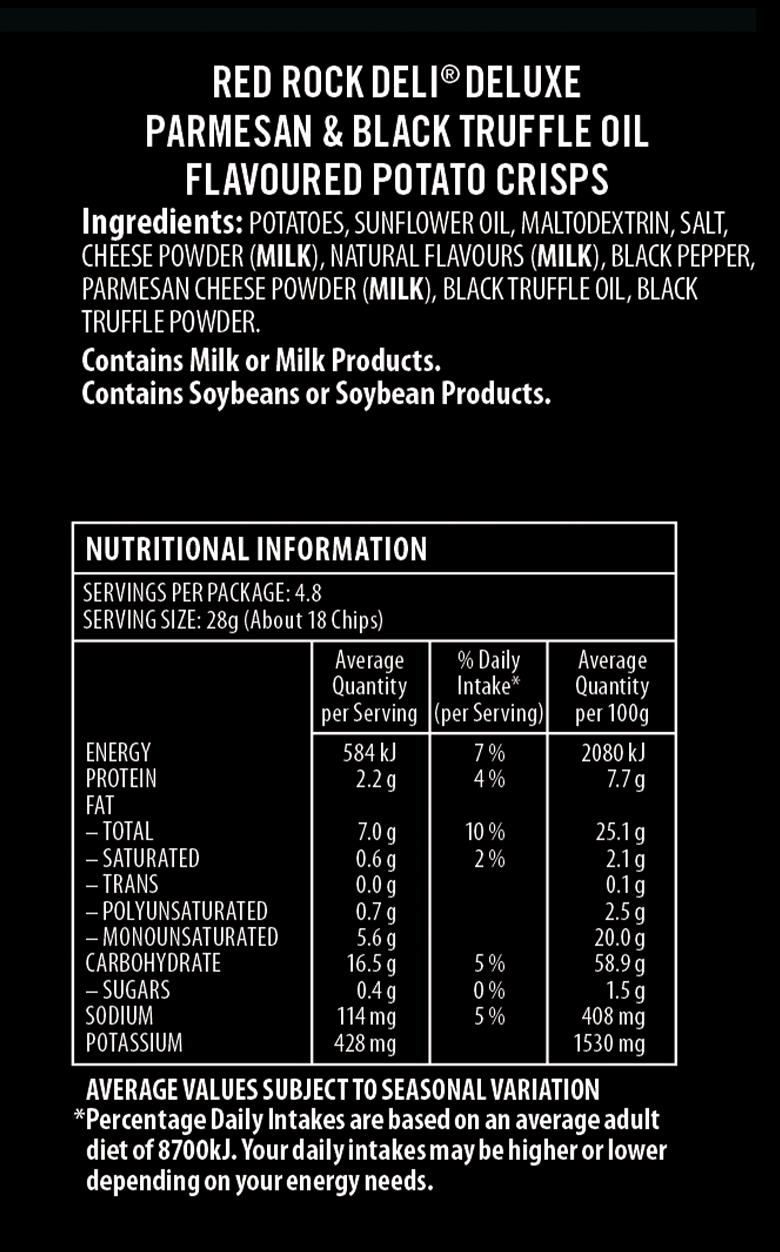 RED ROCK DELI® DELUXE
PARMESAN & BLACK TRUFFLE OIL
FLAVOURED POTATO CRISPS
Ingredients: POTATOES, SUNFLOWER OIL, MALTODEXTRIN, SALT,
CHEESE POWDER (MILK), NATURAL FLAVOURS (MILK), BLACK PEPPER,
PARMESAN CHEESE POWDER (MILK), BLACK TRUFFLE OIL, BLACK
TRUFFLE POWDER.
Contains Milk or Milk Products.
Contains Soybeans or Soybean Products.
NUTRITIONAL INFORMATION
SERVINGS PER PACKAGE: 4.8
SERVING SIZE: 28g (About 18 Chips)
Average % Daily Average
Quantity Intake* Quantity
per Serving (per Serving) per 100g
ENERGY 584 kJ 7 % 2080 kJ
PROTEIN 2.2 g 4 % 7.7 g
FAT
– TOTAL 7.0 g 10 % 25.1 g
– SATURATED 0.6 g 2 % 2.1 g
– TRANS 0.0 g 0.1 g
– POLYUNSATURATED 0.7 g 2.5 g
– MONOUNSATURATED 5.6 g 20.0 g
CARBOHYDRATE 16.5 g 5 % 58.9 g
– SUGARS 0.4 g 0 % 1.5 g
SODIUM 114 mg 5 % 408 mg
POTASSIUM 428 mg 1530 mg
AVERAGE VALUES SUBJECT TO SEASONAL VARIATION
*Percentage Daily Intakes are based on an average adult
diet of 8700kJ. Your daily intakes may be higher or lower
depending on your energy needs.